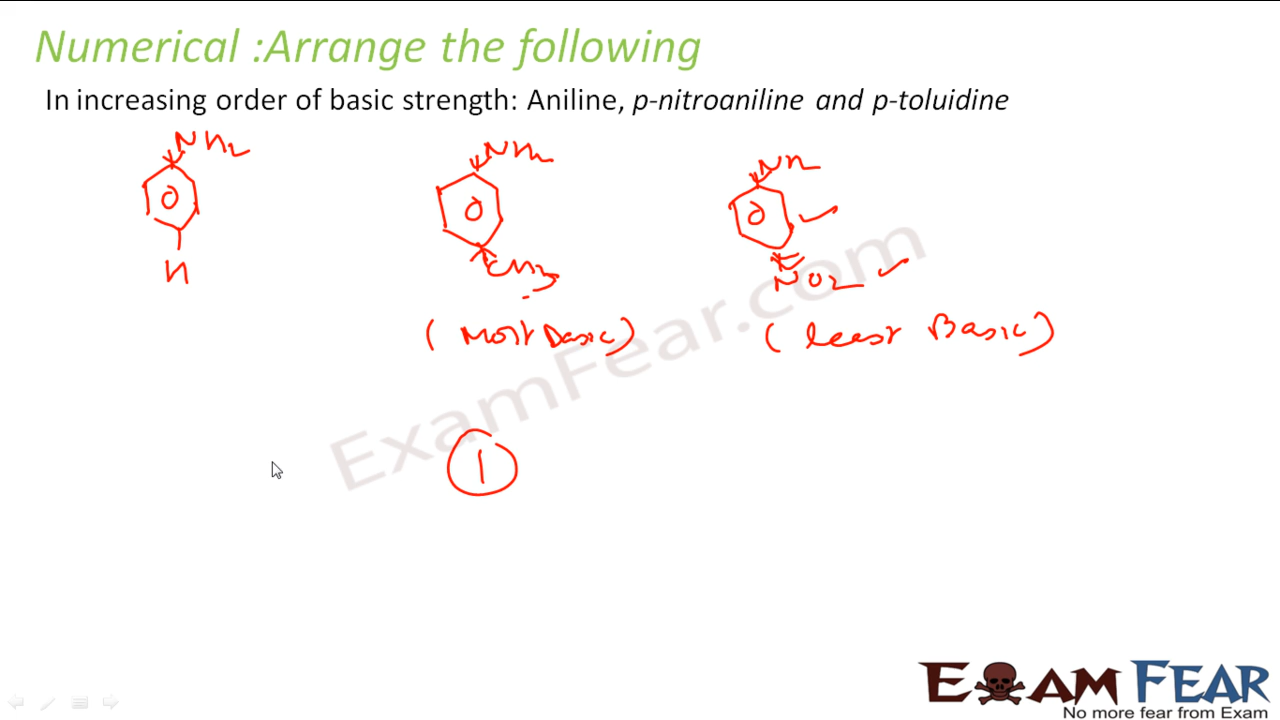 Numerical :Arrange the following
In increasing order of basic strength: Aniline, p-nitroaniline and p-toluidine
NH2 NH2 NH
H CH3 NO2
(Most Basic) (least Basic)
ExamFear.com
1
EXAM FEAR
No more fear from Exam